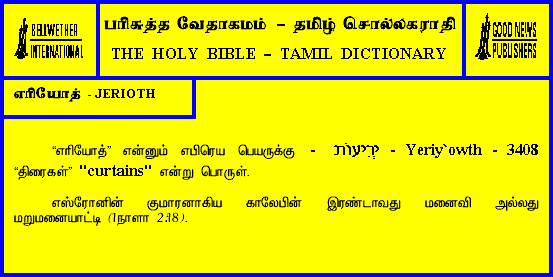 BELLWETHER
INTERNATIONAL
பரிசுத்த வேதாகமம் – தமிழ் சொல்லகராதி
THE HOLY BIBLE – TAMIL DICTIONARY
GOOD NEWS
PUBLISHERS
எரியோத் - JERIOTH
“எரியோத்” என்னும் எபிரெய பெயருக்கு - יְרִיעוֹת - Yeriy`owth - 3408
“திரைகள்” "curtains" என்று பொருள்.
எஸ்ரோனின் குமாரனாகிய காலேபின் இரண்டாவது மனைவி அல்லது
மறுமனையாட்டி (1நாளா 2:18).